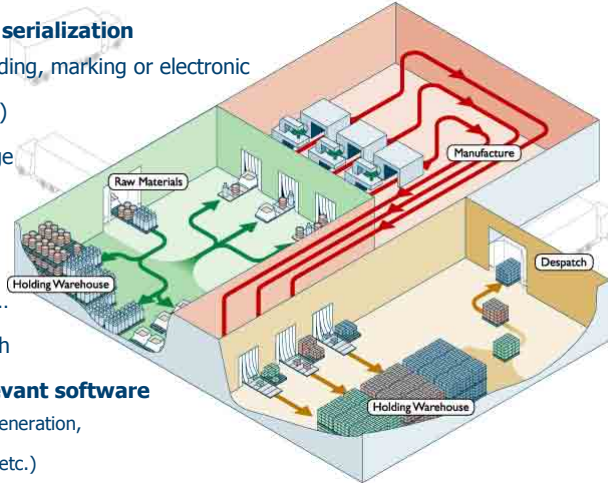 serialization
ding, marking or electronic
)
Manufacture
Raw Materials
Despatch
Holding Warehouse
Holding Warehouse
vant software
eneration,
etc.)